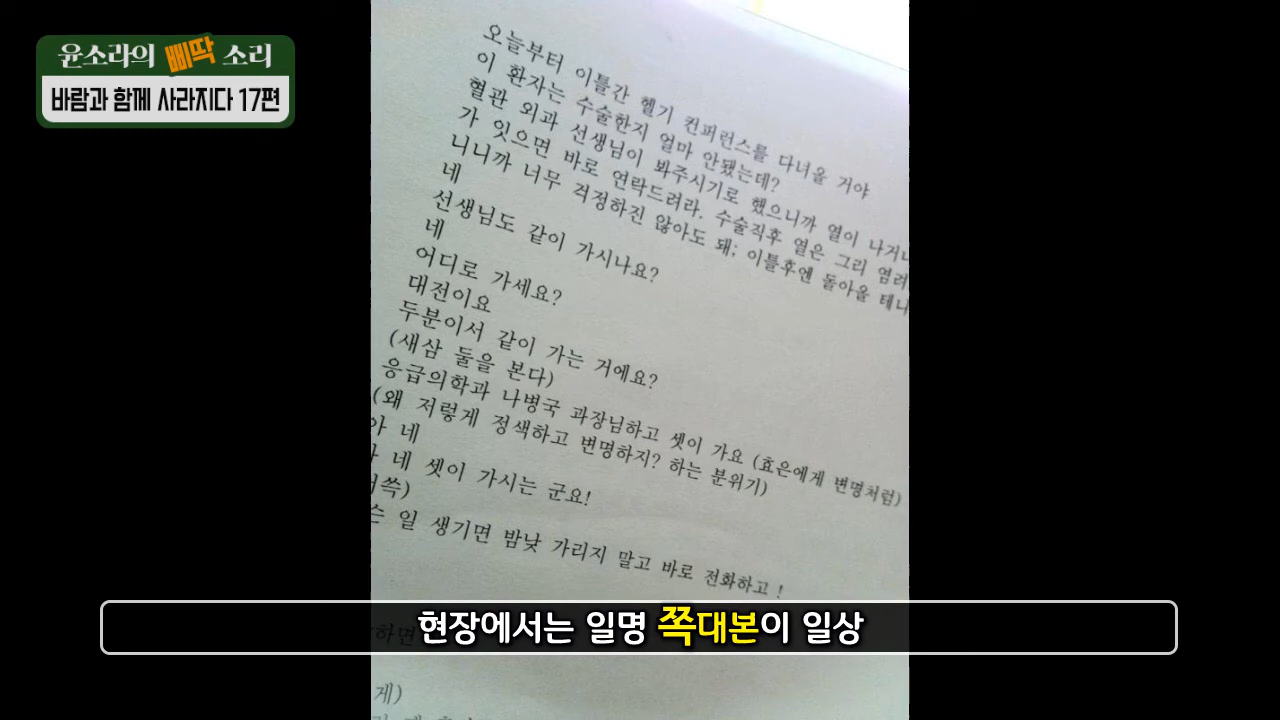 윤소라의 삐딱 소리
바람과 함께 사라지다 17편
오늘부터 이틀간 헬기 컨퍼런스를 다녀올 거야
이 환자는 수술한지 얼마 안됐는데?
혈관 외과 선생님이 봐주시기로 했으니까 열이 나거나
가 잇으면 바로 연락드려라. 수술직후 열은 그리 염려
니니까 너무 걱정하진 않아도 돼; 이틀후엔 돌아올 테니
네
선생님도 같이 가시나요?
네
어디로 가세요?
대전이요
두분이서 같이 가는 거에요?
(새삼 둘을 본다)
응급의학과 나병국 과장님하고 셋이 가요 (효은에게 변명처럼)
(왜 저렇게 정색하고 변명하지? 하는 분위기)
아 네
네 셋이 가시는 군요!
쓱)
일 생기면 밤낮 가리지 말고 바로 전화하고!
하면
현장에서는 일명 쪽대본이 일상
게)